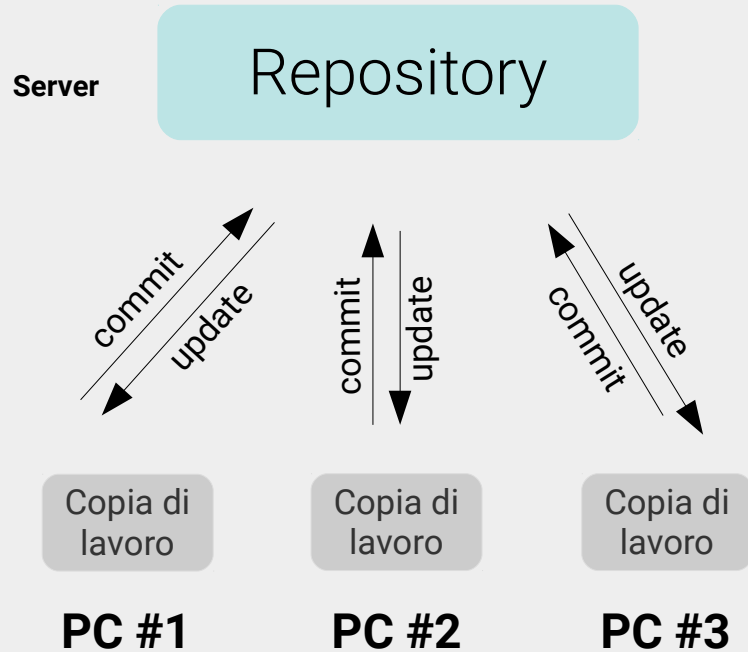 Repository
Server
commit
update
commit
update
update
commit
Copia di
lavoro
Copia di
lavoro
Copia di
lavoro
PC #1
PC #2
PC #3